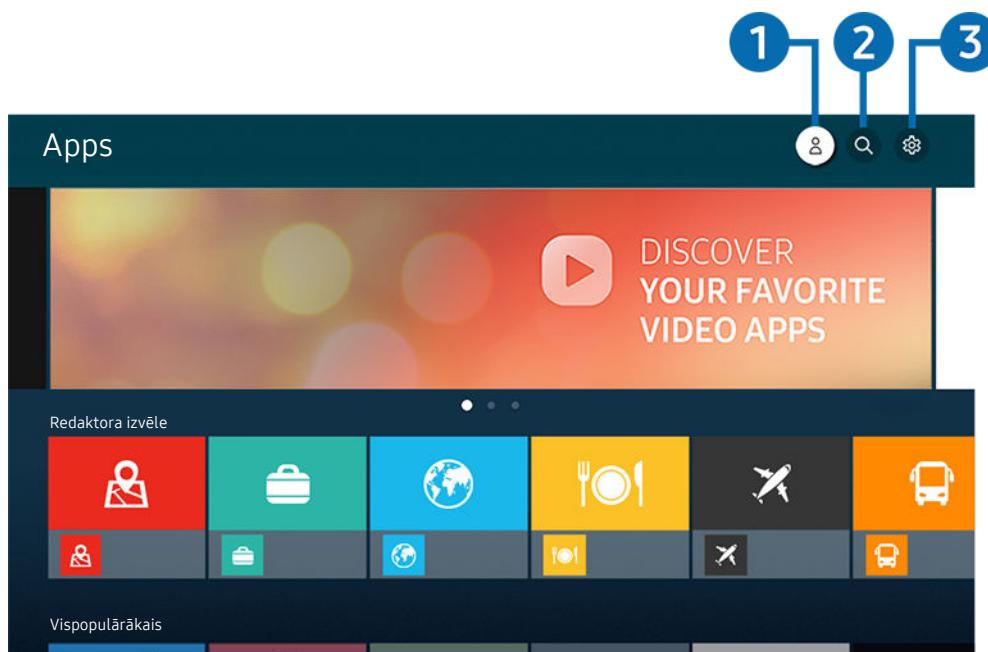 1 2 3
Apps
DISCOVER
YOUR FAVORITE
VIDEO APPS
Redaktora izvēle
Vispopulārākais